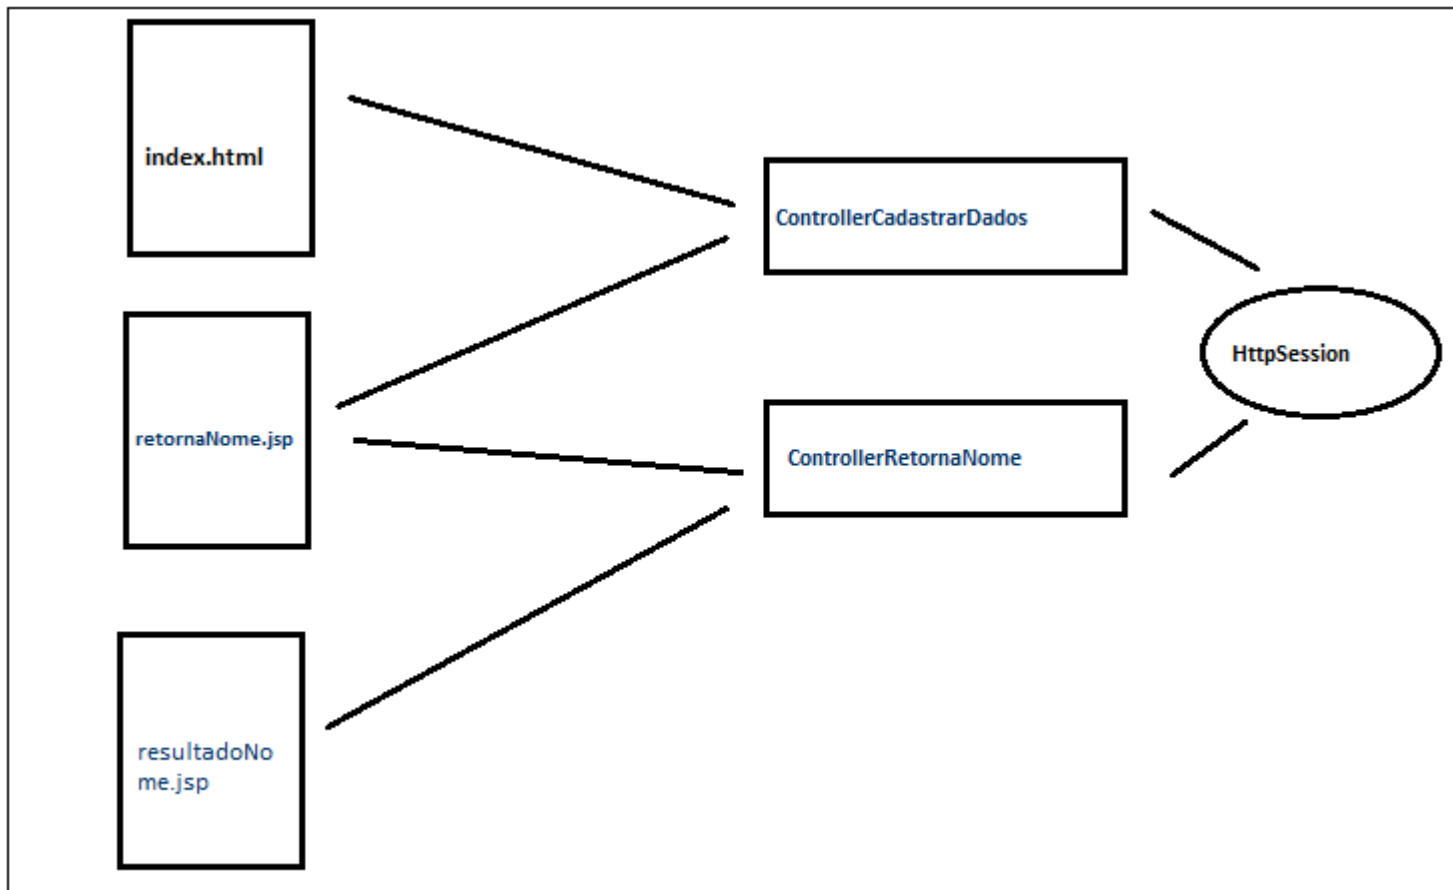 index.html
ControllerCadastrarDados
HttpSession
retornaNome.jsp
ControllerRetornaNome
resultadoNo
me.jsp